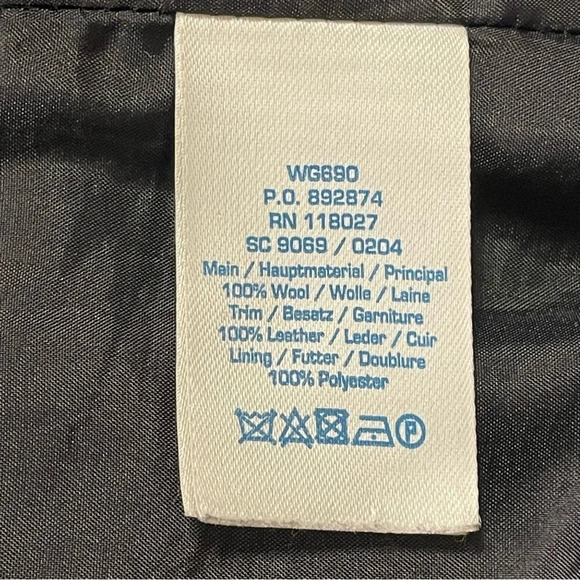 WG690
P.O. 892874
RN 118027
SC 9069 / 0204
Main / Hauptmaterial / Principal
100% Wool / Wolle / Laine
Trim / Besatz / Garniture
100% Leather / Leder / Cuir
Lining / Futter / Doublure
100% Polyester
P